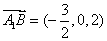 A₁B⃗ = (−3/2, 0, 2)